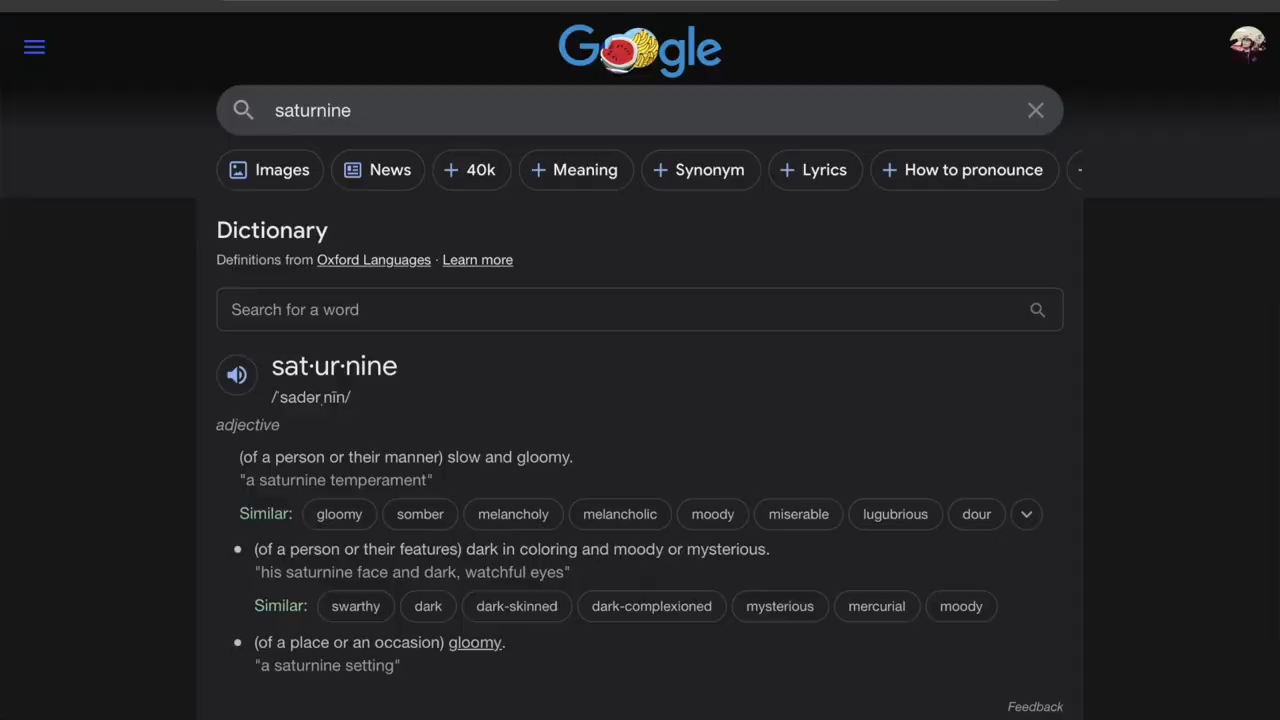 Google
saturnine
Images News + 40k + Meaning + Synonym + Lyrics + How to pronounce
Dictionary
Definitions from Oxford Languages · Learn more
Search for a word
sat·ur·nine
/ˈsadərˌnīn/
adjective
(of a person or their manner) slow and gloomy.
"a saturnine temperament"
Similar: gloomy somber melancholy melancholic moody miserable lugubrious dour
• (of a person or their features) dark in coloring and moody or mysterious.
"his saturnine face and dark, watchful eyes"
Similar: swarthy dark dark-skinned dark-complexioned mysterious mercurial moody
• (of a place or an occasion) gloomy.
"a saturnine setting"
Feedback